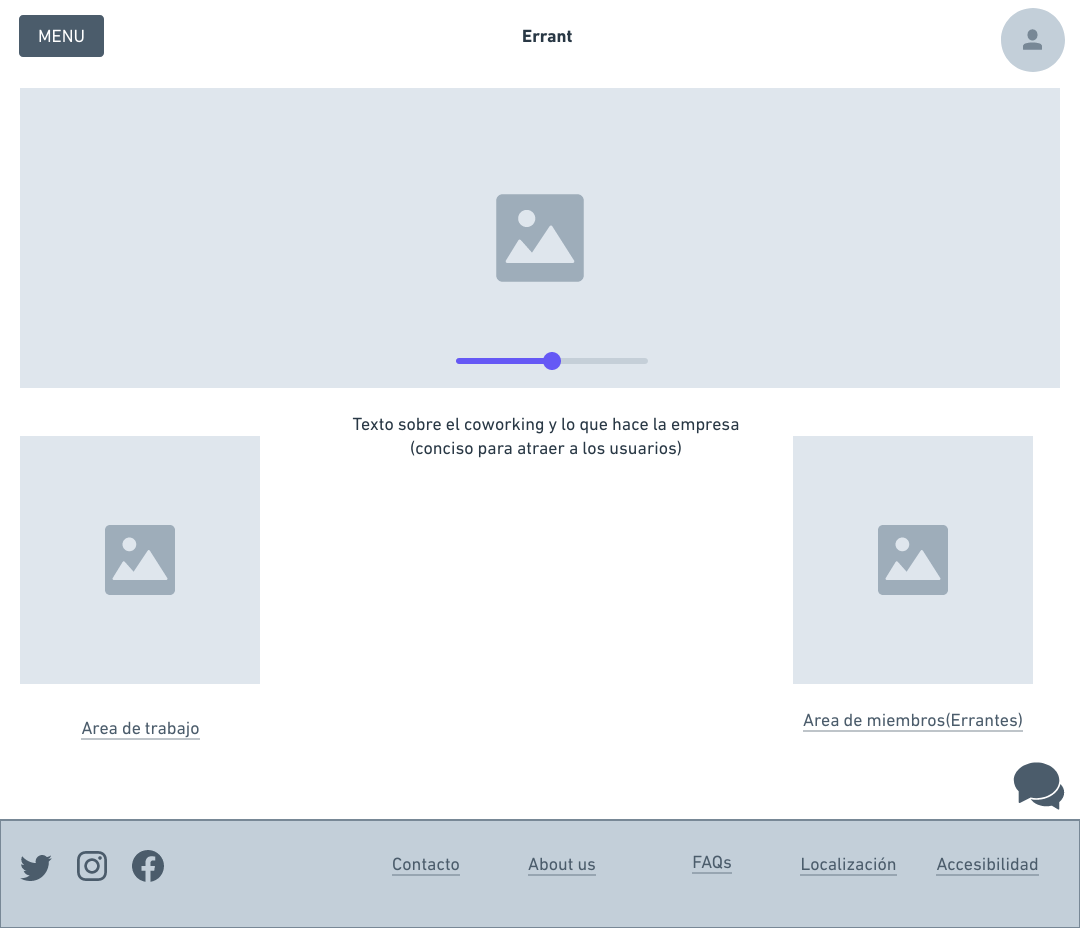 MENU
Errant
Texto sobre el coworking y lo que hace la empresa
(conciso para atraer a los usuarios)
Area de trabajo
Area de miembros(Errantes)
Contacto
About us
FAQs
Localización
Accesibilidad